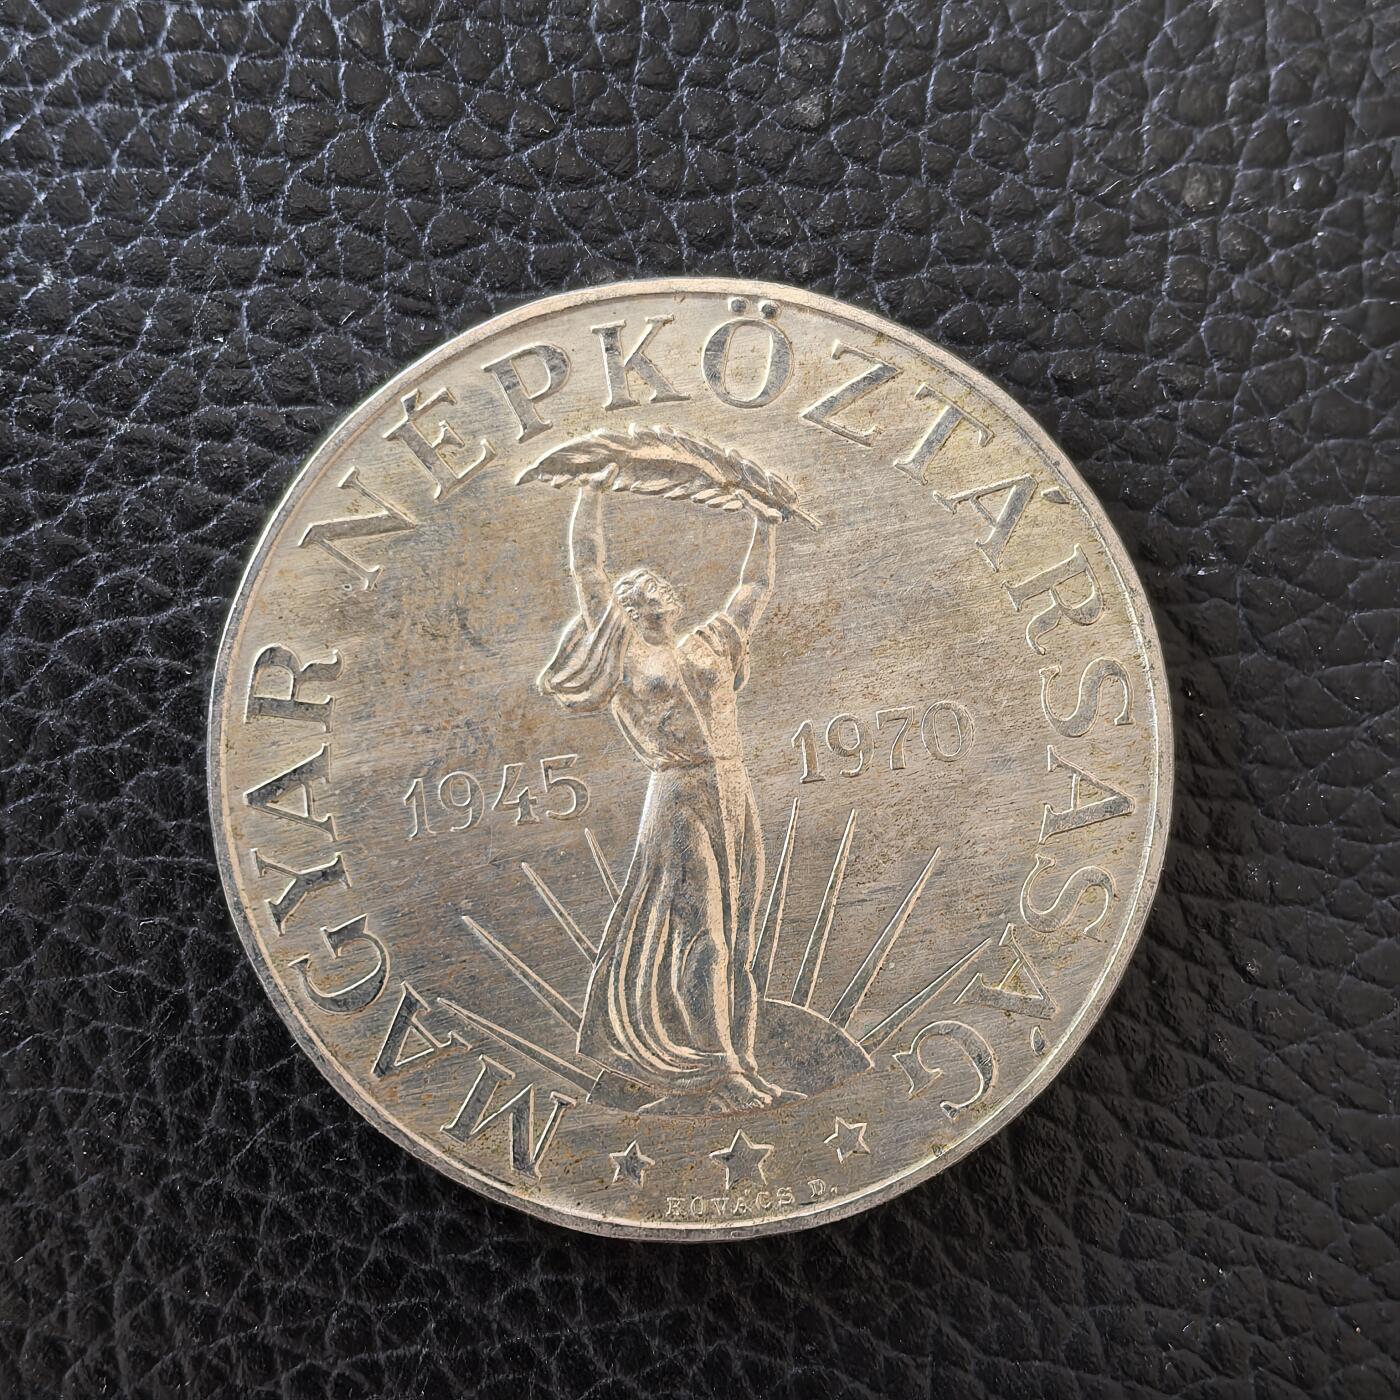 MAGYAR NÉPKÖZTÁRSASÁG
1945
1970
KOVÁCS D.